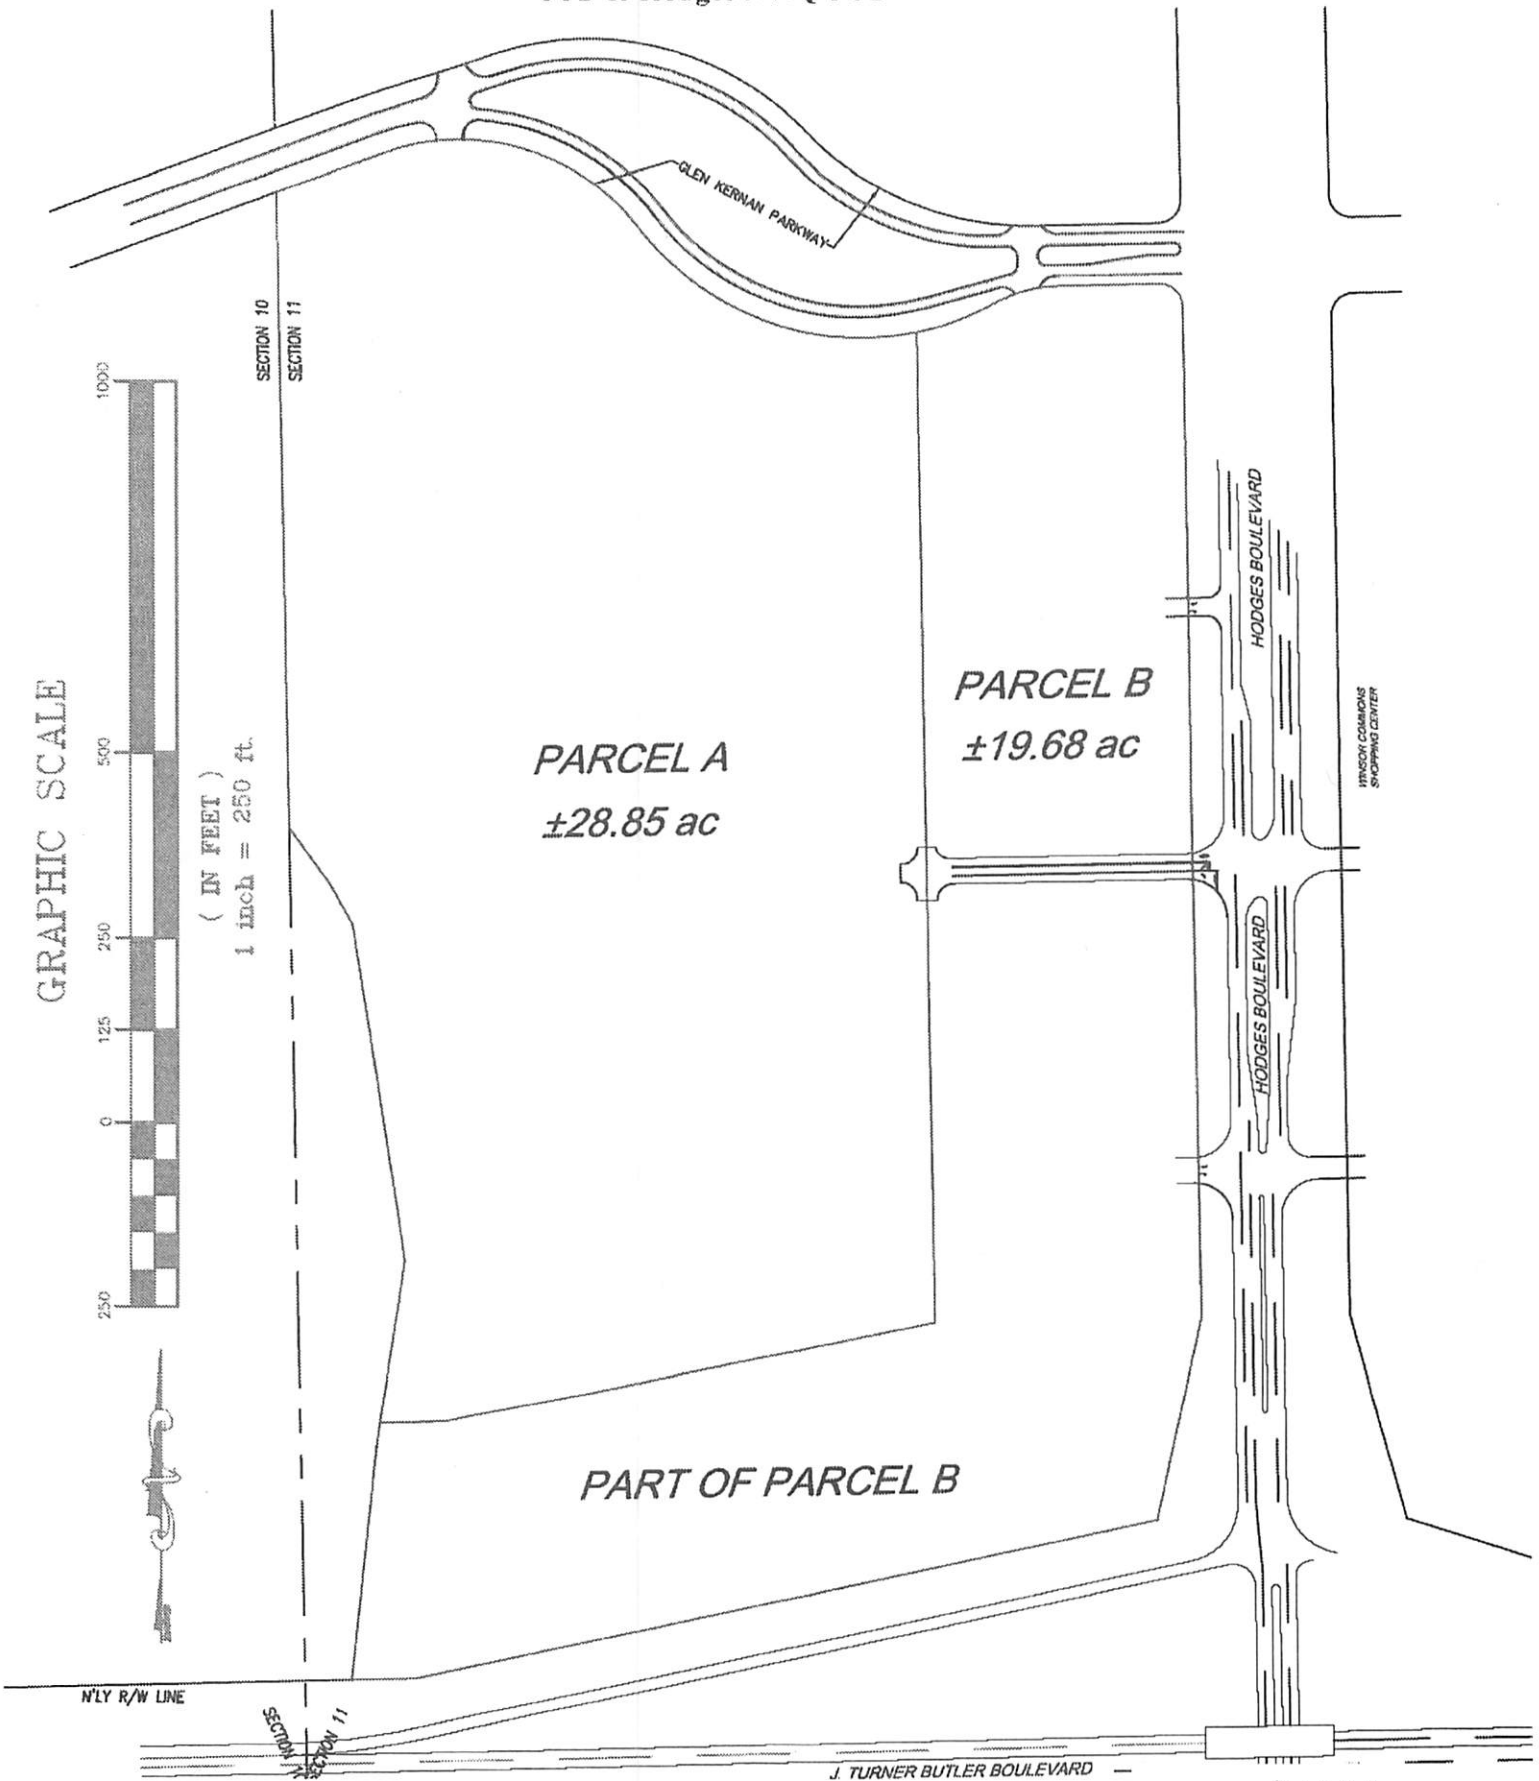 GLEN KERNAN PARKWAY
SECTION 10
SECTION 11
GRAPHIC SCALE
1000
500
250
125
0
250
( IN FEET )
1 inch = 250 ft.
PARCEL A
±28.85 ac
PARCEL B
±19.68 ac
HODGES BOULEVARD
HODGES BOULEVARD
WINSOR COMMONS
SHOPPING CENTER
PART OF PARCEL B
N'LY R/W LINE
SECTION
SECTION 11
J. TURNER BUTLER BOULEVARD